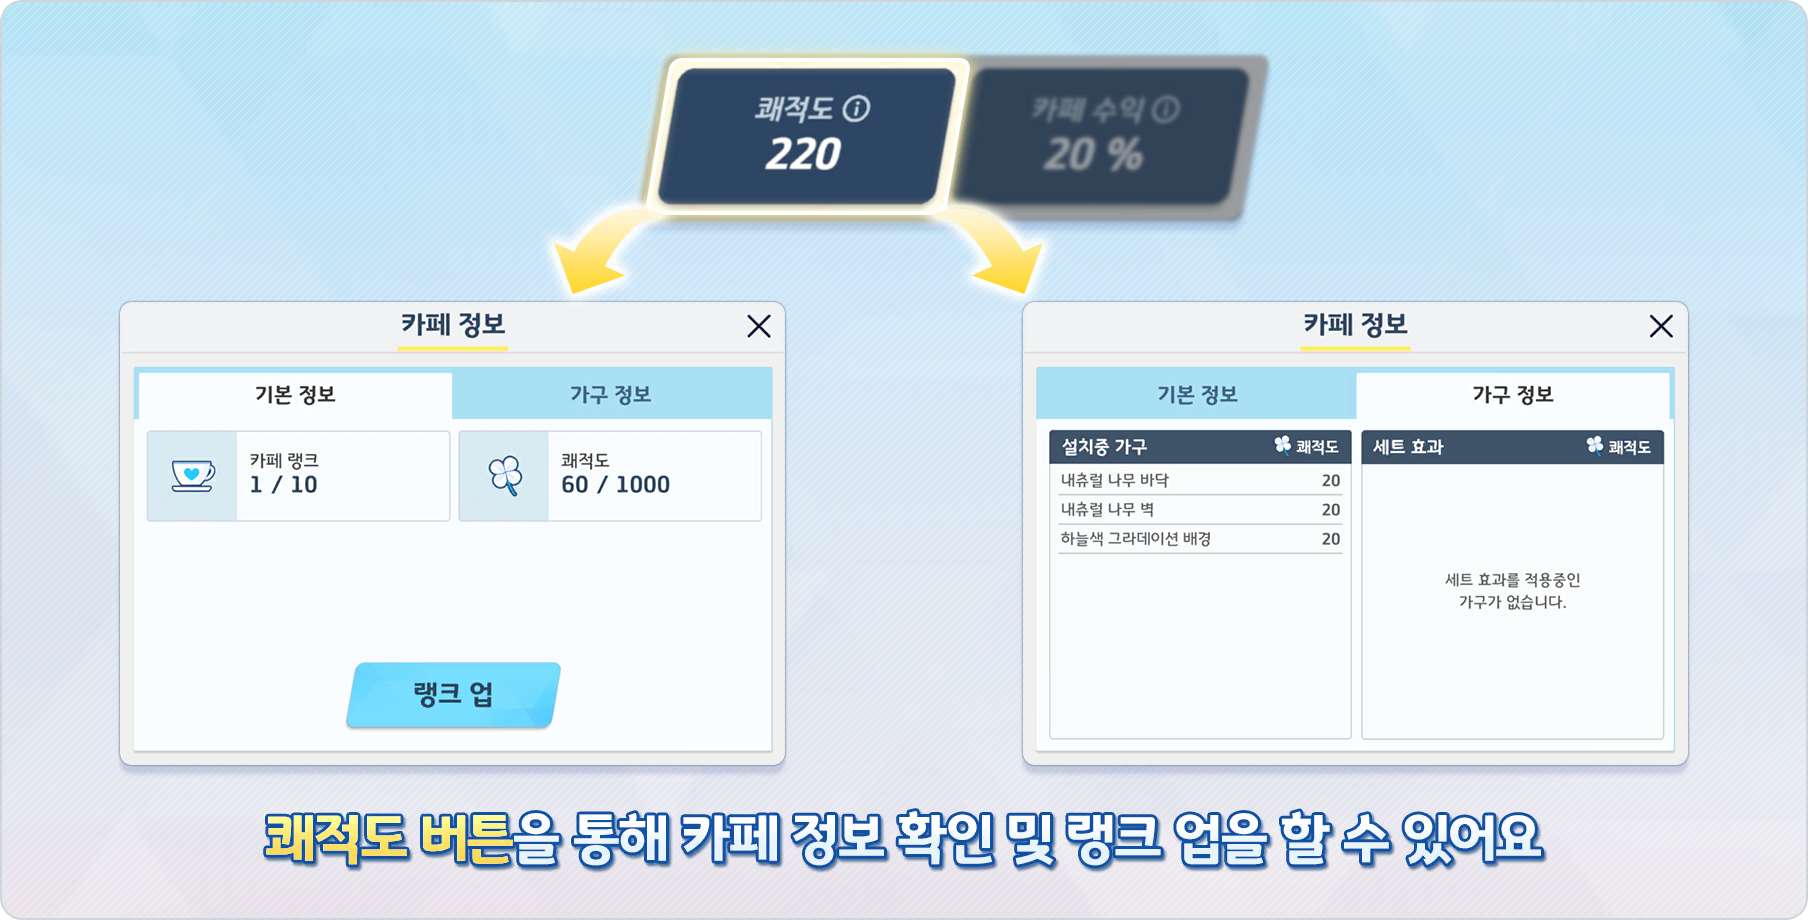 쾌적도
220
카페 수익
20 %
카페 정보
기본 정보
가구 정보
카페 랭크
1 / 10
쾌적도
60 / 1000
랭크 업
카페 정보
기본 정보
가구 정보
설치중 가구 쾌적도
내츄럴 나무 바닥 20
내츄럴 나무 벽 20
하늘색 그라데이션 배경 20
세트 효과 쾌적도
세트 효과를 적용중인
가구가 없습니다.
쾌적도 버튼을 통해 카페 정보 확인 및 랭크 업을 할 수 있어요